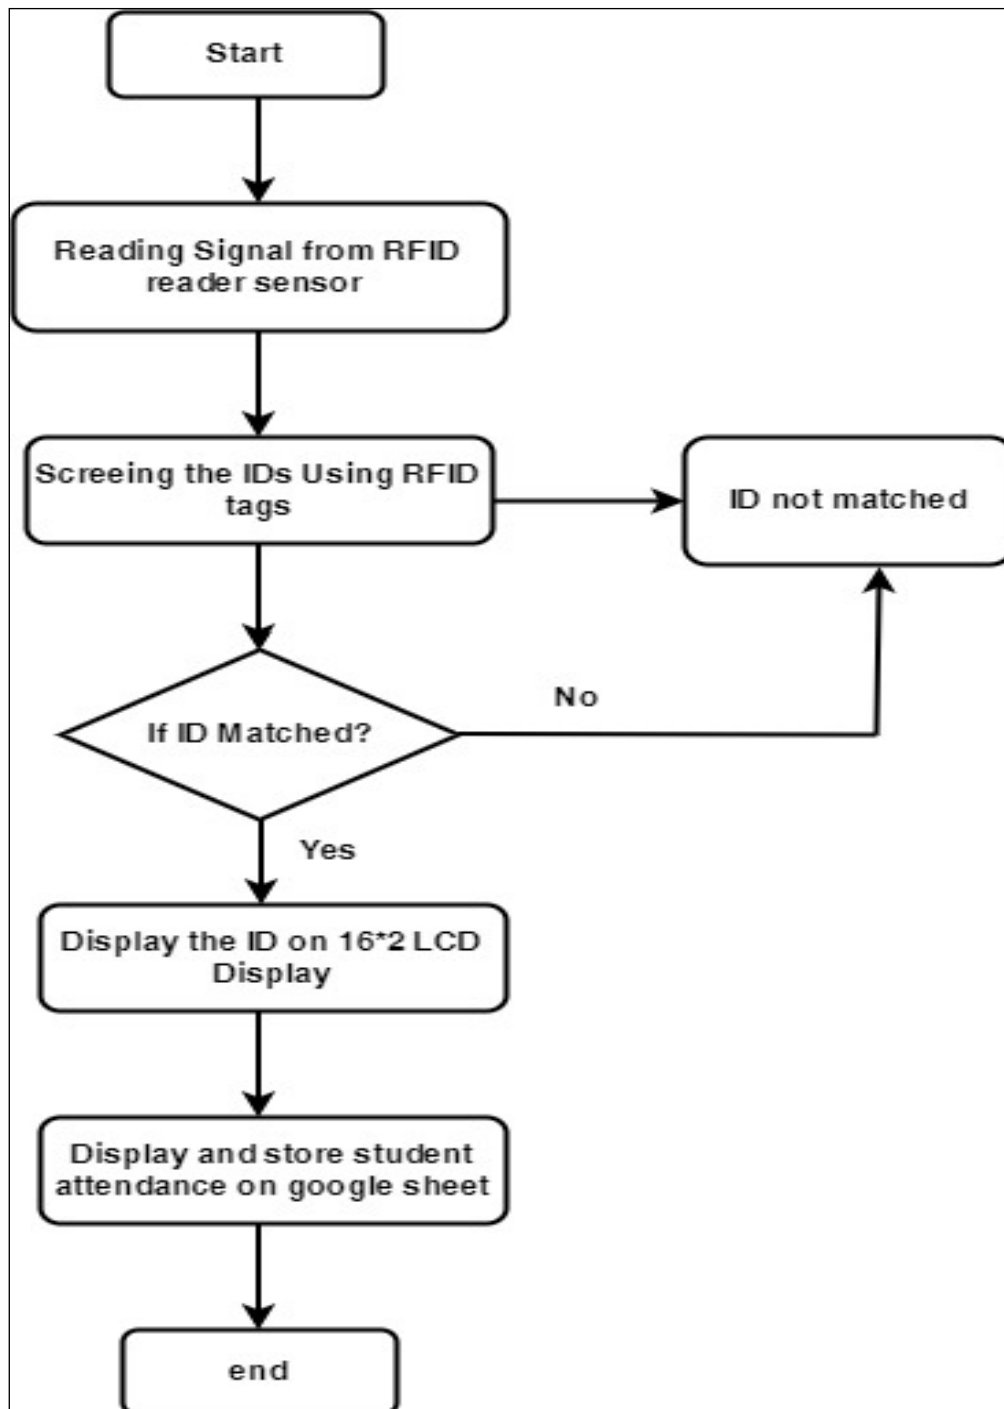 Start
Reading Signal from RFID
reader sensor
Screeing the IDs Using RFID
tags
ID not matched
If ID Matched?
No
Yes
Display the ID on 16*2 LCD
Display
Display and store student
attendance on google sheet
end